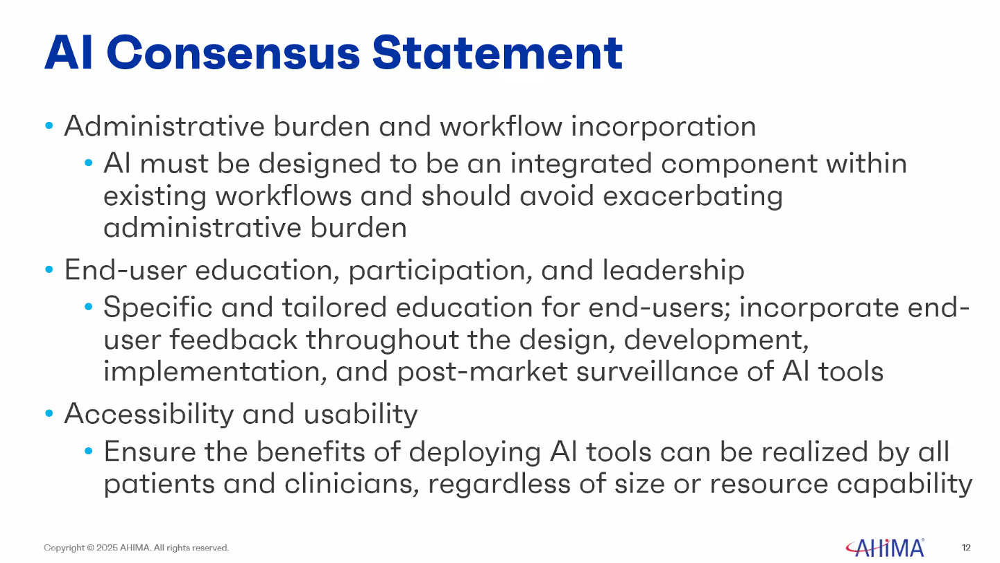 AI Consensus Statement
• Administrative burden and workflow incorporation
• AI must be designed to be an integrated component within
existing workflows and should avoid exacerbating
administrative burden
• End-user education, participation, and leadership
• Specific and tailored education for end-users; incorporate end-
user feedback throughout the design, development,
implementation, and post-market surveillance of AI tools
• Accessibility and usability
• Ensure the benefits of deploying AI tools can be realized by all
patients and clinicians, regardless of size or resource capability
Copyright © 2025 AHIMA. All rights reserved.
AHIMA®
12